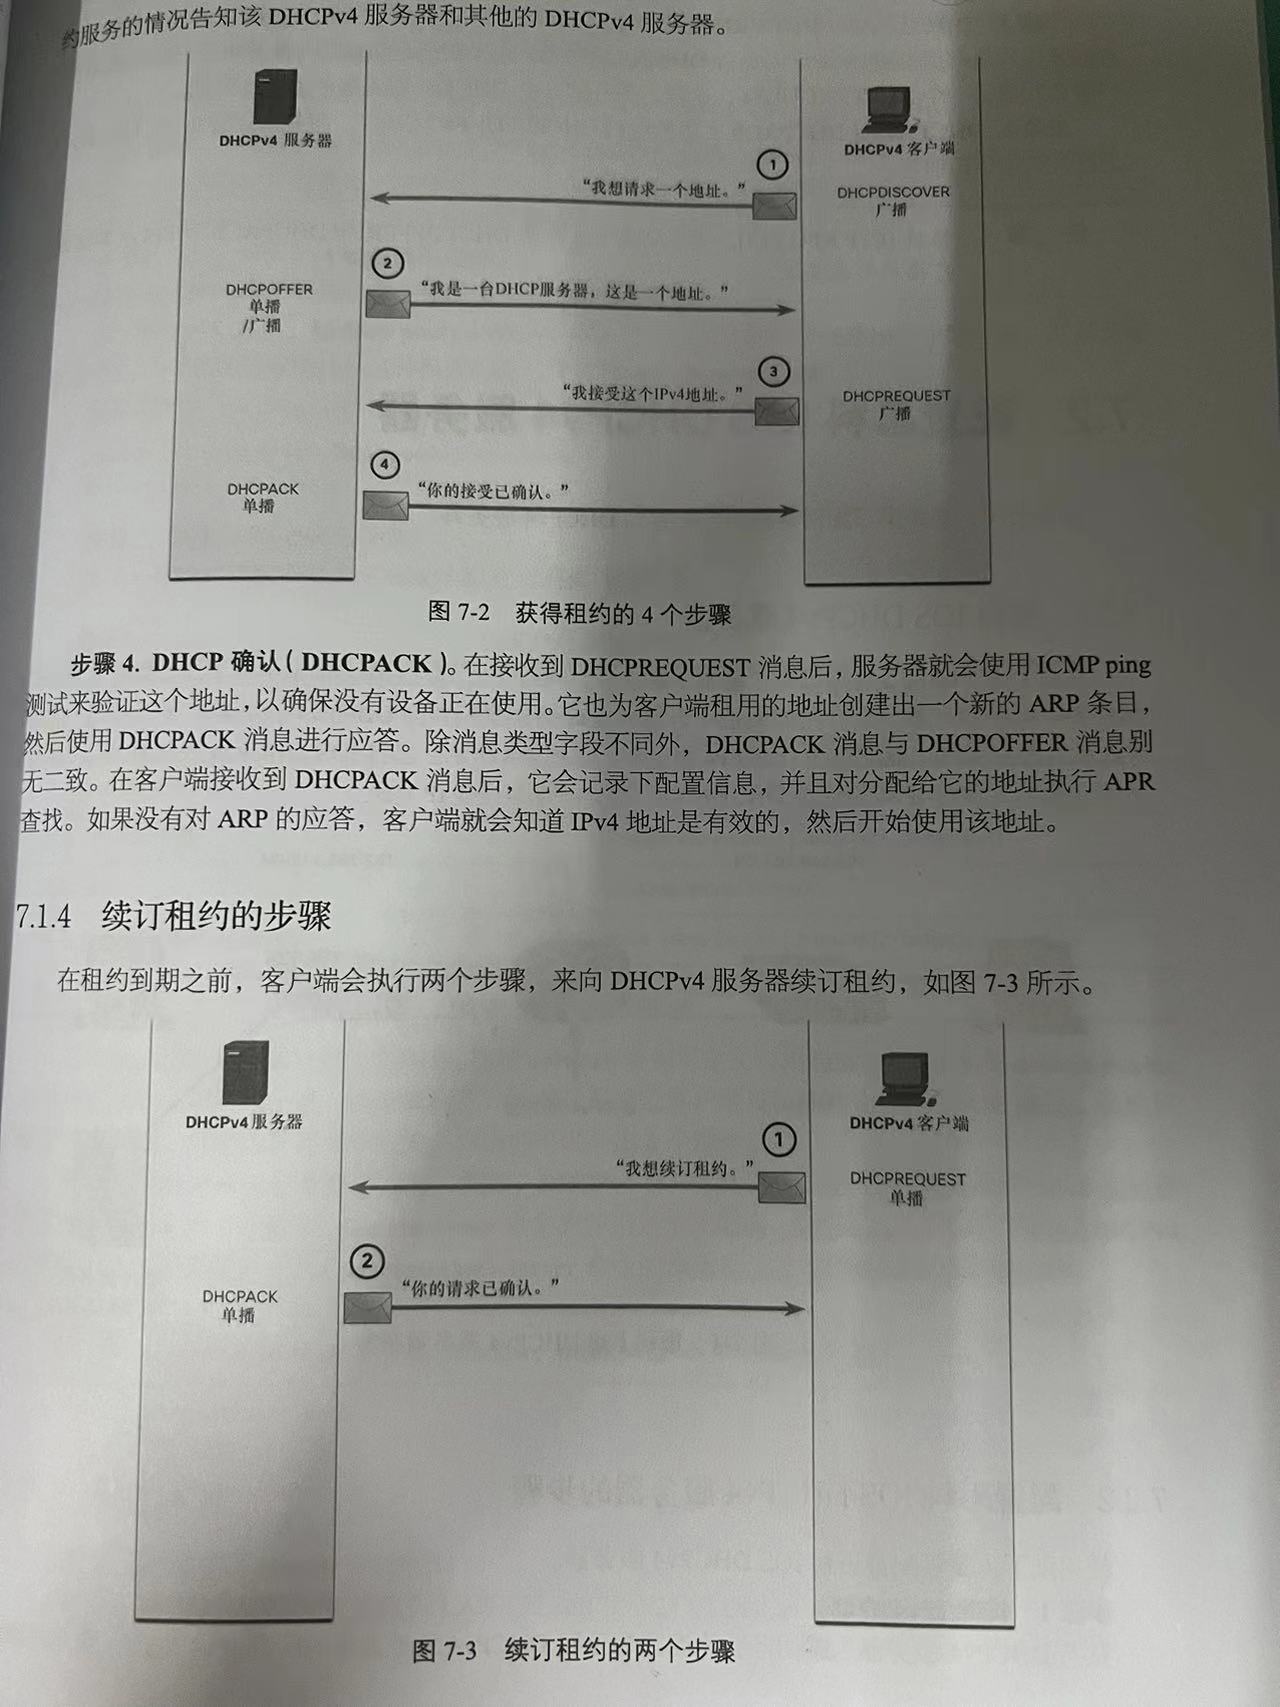 约服务的情况告知该 DHCPv4 服务器和其他的 DHCPv4 服务器。
DHCPv4 服务器
DHCPv4 客户端
①
“我想请求一个地址。”
DHCPDISCOVER
广播
②
DHCPOFFER
单播
/广播
“我是一台DHCP服务器，这是一个地址。”
③
“我接受这个IPv4地址。”
DHCPREQUEST
广播
④
DHCPACK
单播
“你的接受已确认。”
图 7-2 获得租约的 4 个步骤
步骤 4. DHCP 确认（DHCPACK）。在接收到 DHCPREQUEST 消息后，服务器就会使用 ICMP ping
测试来验证这个地址，以确保没有设备正在使用。它也为客户端租用的地址创建出一个新的 ARP 条目，
然后使用 DHCPACK 消息进行应答。除消息类型字段不同外，DHCPACK 消息与 DHCPOFFER 消息别
无二致。在客户端接收到 DHCPACK 消息后，它会记录下配置信息，并且对分配给它的地址执行 APR
查找。如果没有对 ARP 的应答，客户端就会知道 IPv4 地址是有效的，然后开始使用该地址。
7.1.4 续订租约的步骤
在租约到期之前，客户端会执行两个步骤，来向 DHCPv4 服务器续订租约，如图 7-3 所示。
DHCPv4 服务器
DHCPv4 客户端
①
“我想续订租约。”
DHCPREQUEST
单播
②
DHCPACK
单播
“你的请求已确认。”
图 7-3 续订租约的两个步骤